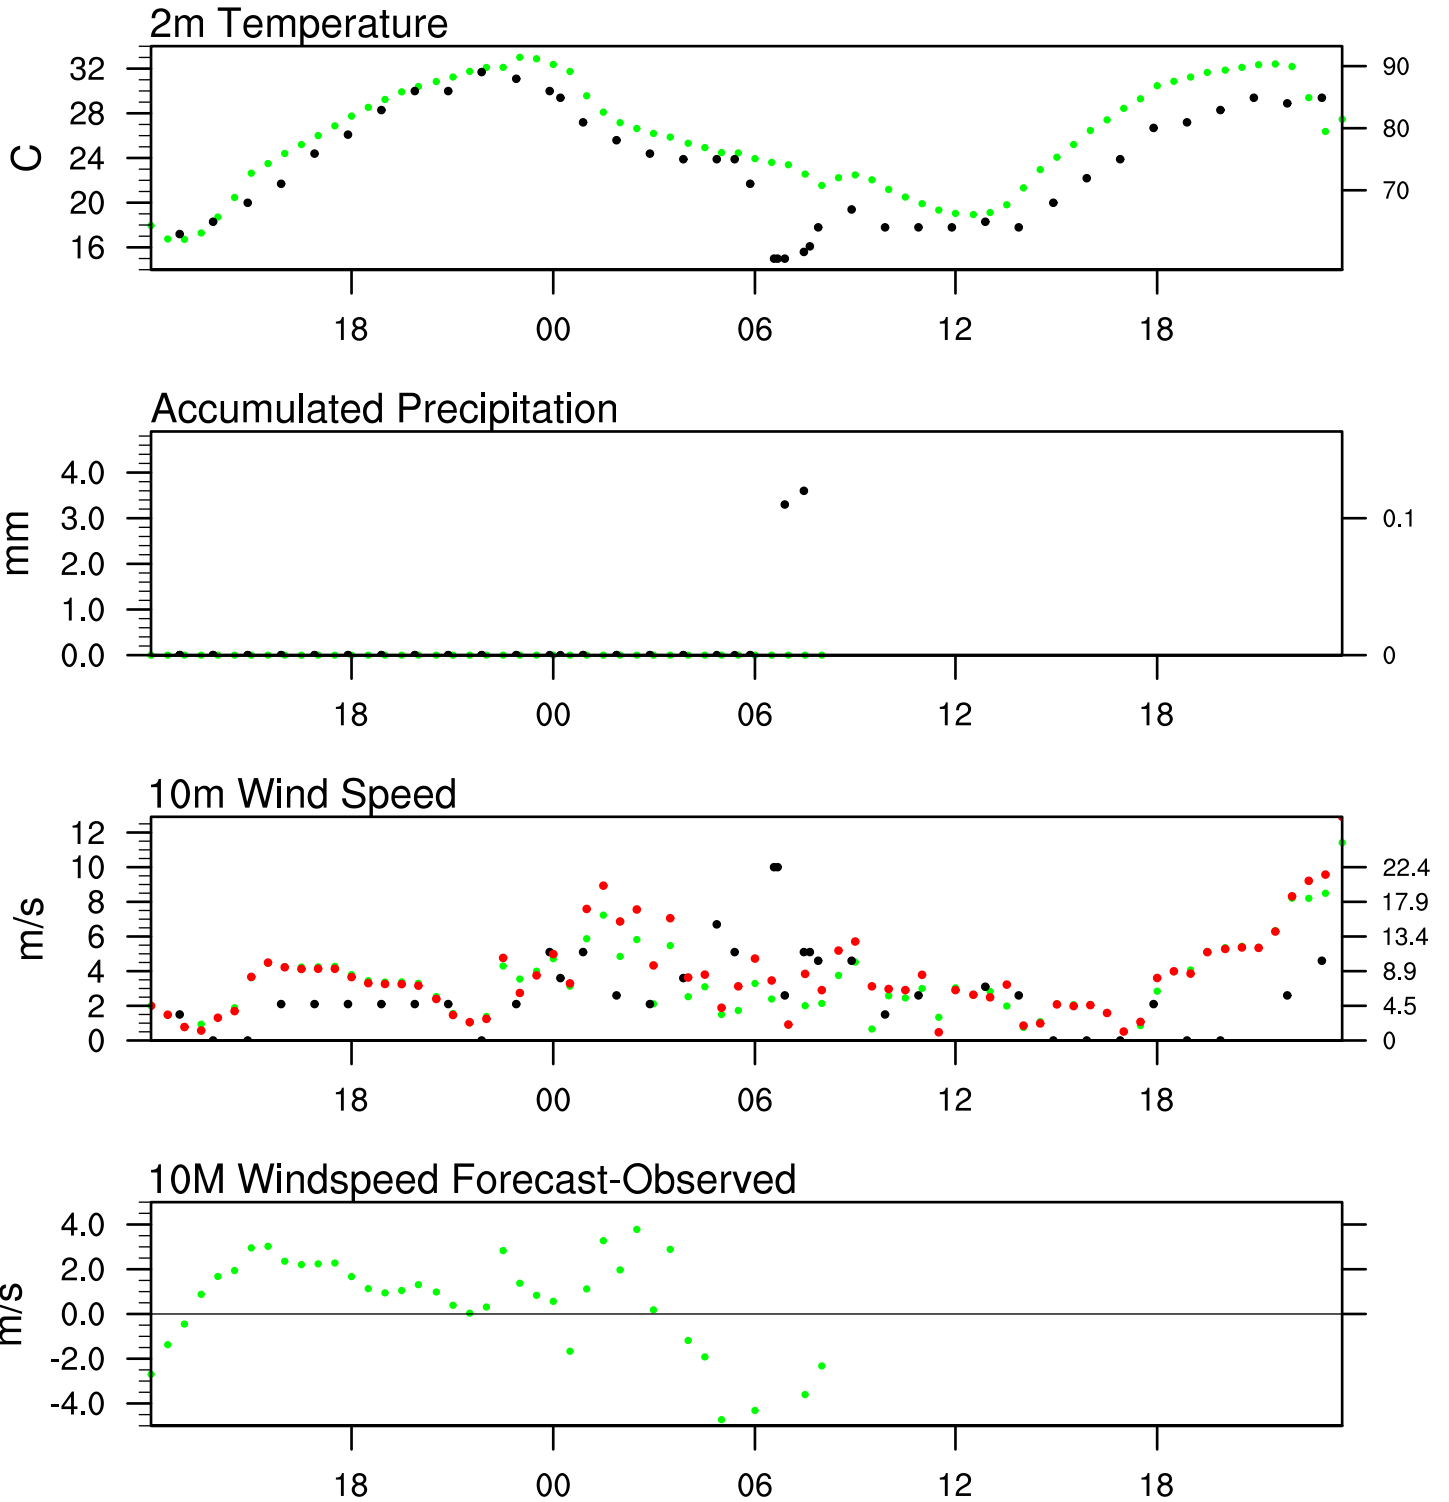 2m Temperature
C
32
28
24
20
16
90
80
70
18 00 06 12 18
Accumulated Precipitation
mm
4.0
3.0
2.0
1.0
0.0
0.1
0
18 00 06 12 18
10m Wind Speed
m/s
12
10
8
6
4
2
0
22.4
17.9
13.4
8.9
4.5
0
18 00 06 12 18
10M Windspeed Forecast-Observed
m/s
4.0
2.0
0.0
-2.0
-4.0
18 00 06 12 18